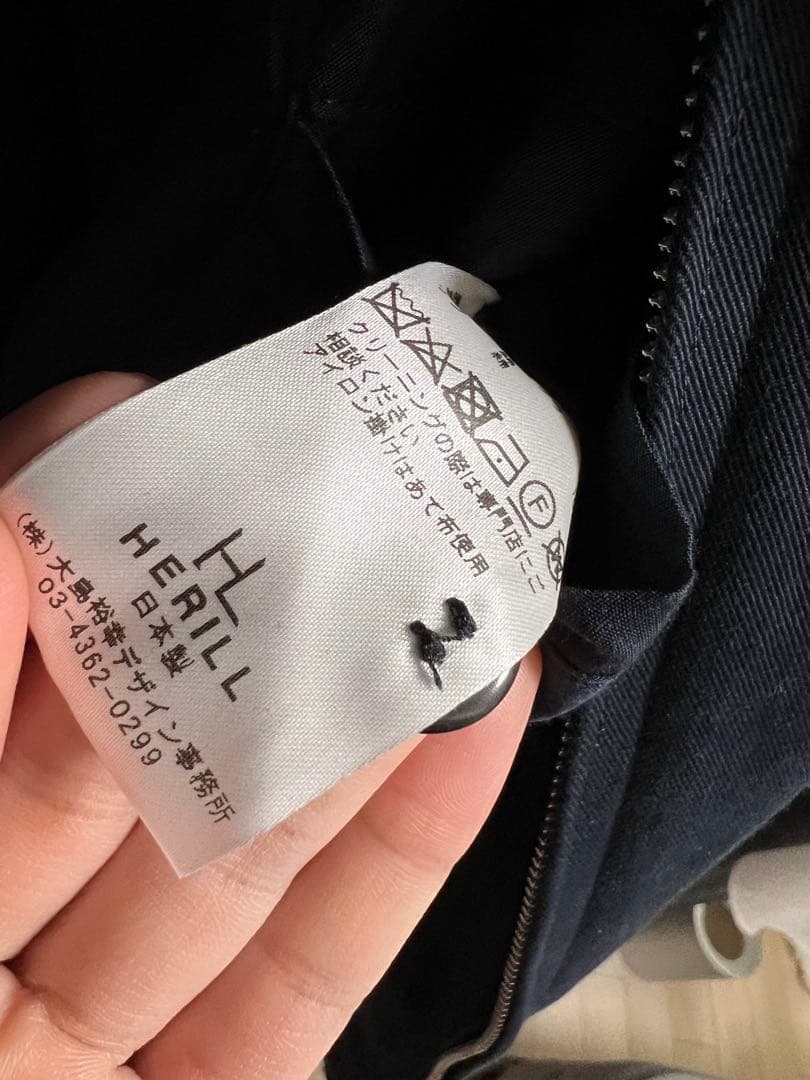 クリーニングの際は専門店にご
相談ください
アイロン掛けはあて布使用
F
HL
HERILL
日本製
(株)大島裕幸デザイン事務所
03-4362-0299